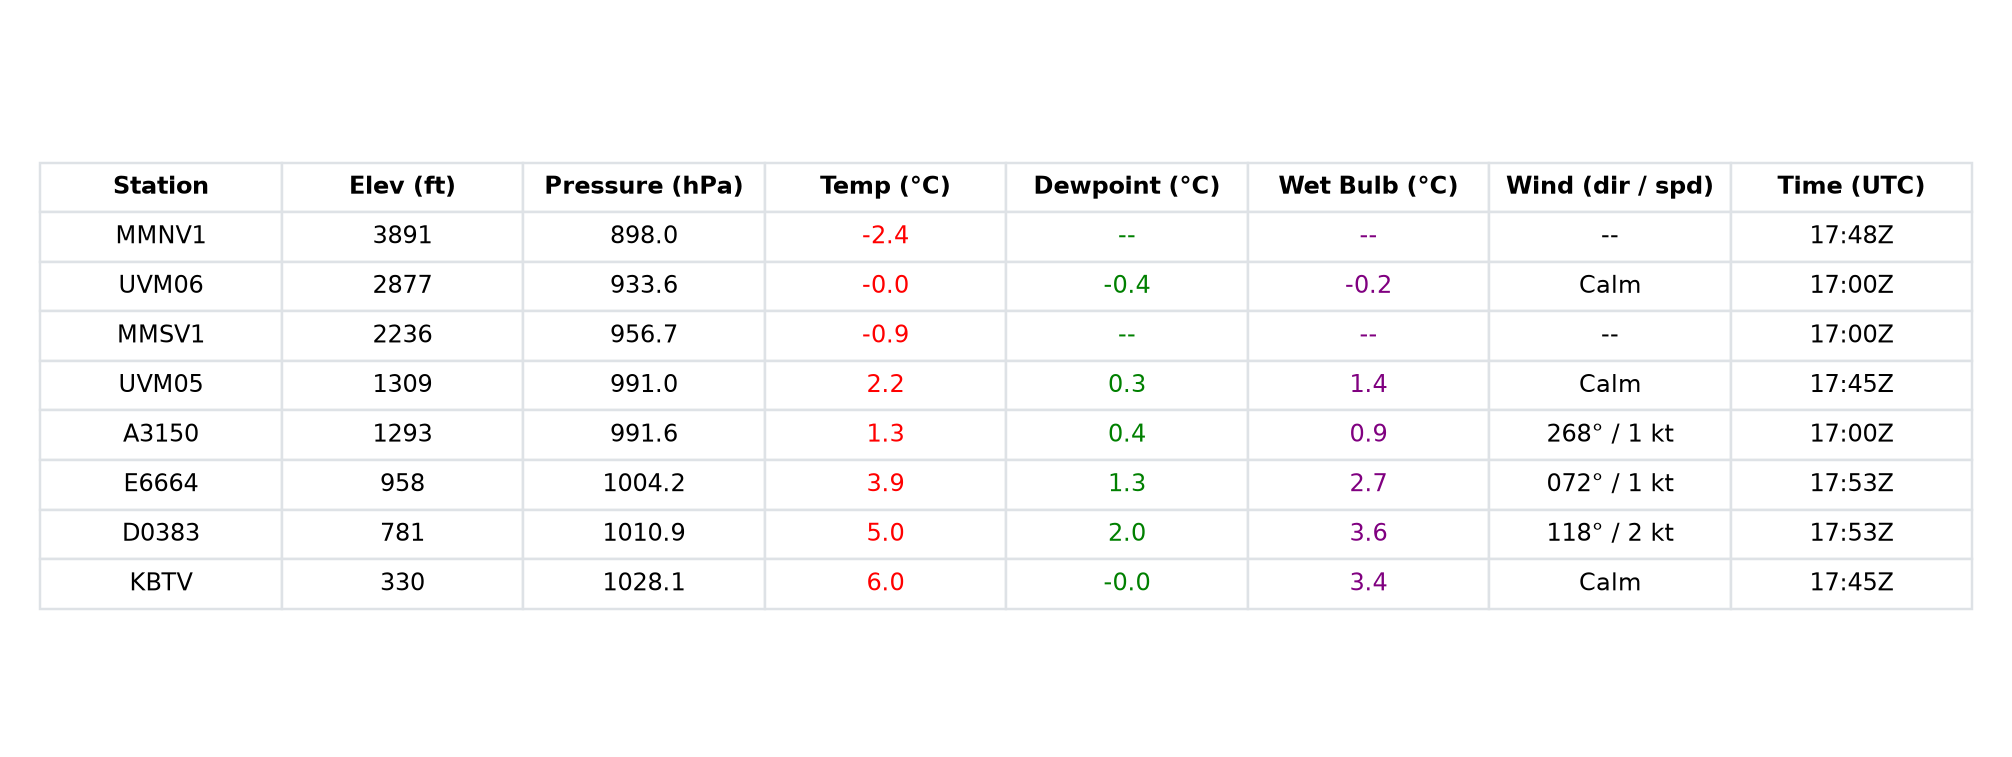 Station Elev (ft) Pressure (hPa) Temp (°C) Dewpoint (°C) Wet Bulb (°C) Wind (dir / spd) Time (UTC)
MMNV1 3891 898.0 -2.4 -- -- -- 17:48Z
UVM06 2877 933.6 -0.0 -0.4 -0.2 Calm 17:00Z
MMSV1 2236 956.7 -0.9 -- -- -- 17:00Z
UVM05 1309 991.0 2.2 0.3 1.4 Calm 17:45Z
A3150 1293 991.6 1.3 0.4 0.9 268° / 1 kt 17:00Z
E6664 958 1004.2 3.9 1.3 2.7 072° / 1 kt 17:53Z
D0383 781 1010.9 5.0 2.0 3.6 118° / 2 kt 17:53Z
KBTV 330 1028.1 6.0 -0.0 3.4 Calm 17:45Z